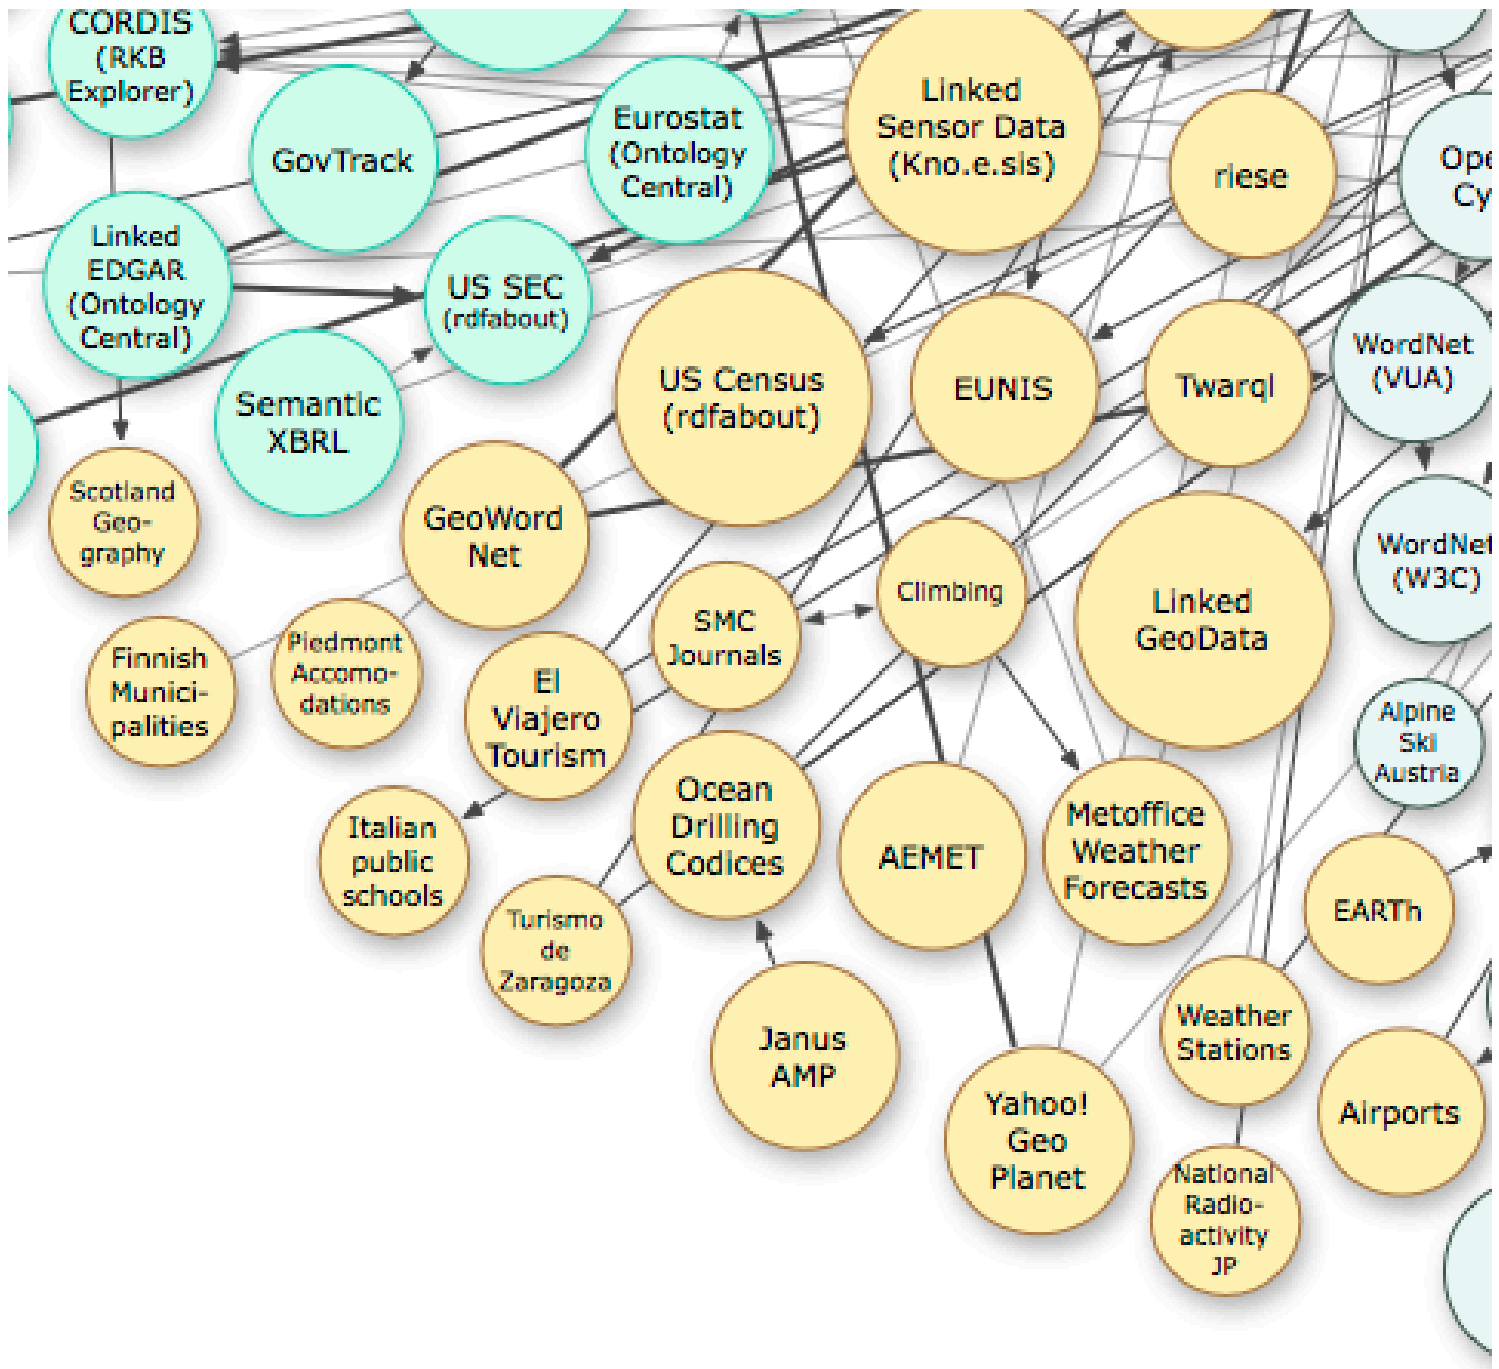 CORDIS
(RKB
Explorer)
GovTrack
Eurostat
(Ontology
Central)
Linked
Sensor Data
(Kno.e.sis)
riese
Linked
EDGAR
(Ontology
Central)
US SEC
(rdfabout)
Semantic
XBRL
US Census
(rdfabout)
EUNIS
Twarql
WordNet
(VUA)
Scotland
Geo-
graphy
GeoWord
Net
WordNet
(W3C)
Climbing
Linked
GeoData
SMC
Journals
Finnish
Munici-
palities
Piedmont
Accomo-
dations
El
Viajero
Tourism
Alpine
Ski
Austria
Italian
public
schools
Ocean
Drilling
Codices
AEMET
Metoffice
Weather
Forecasts
EARTh
Turismo
de
Zaragoza
Janus
AMP
Weather
Stations
Yahoo!
Geo
Planet
Airports
National
Radio-
activity
JP